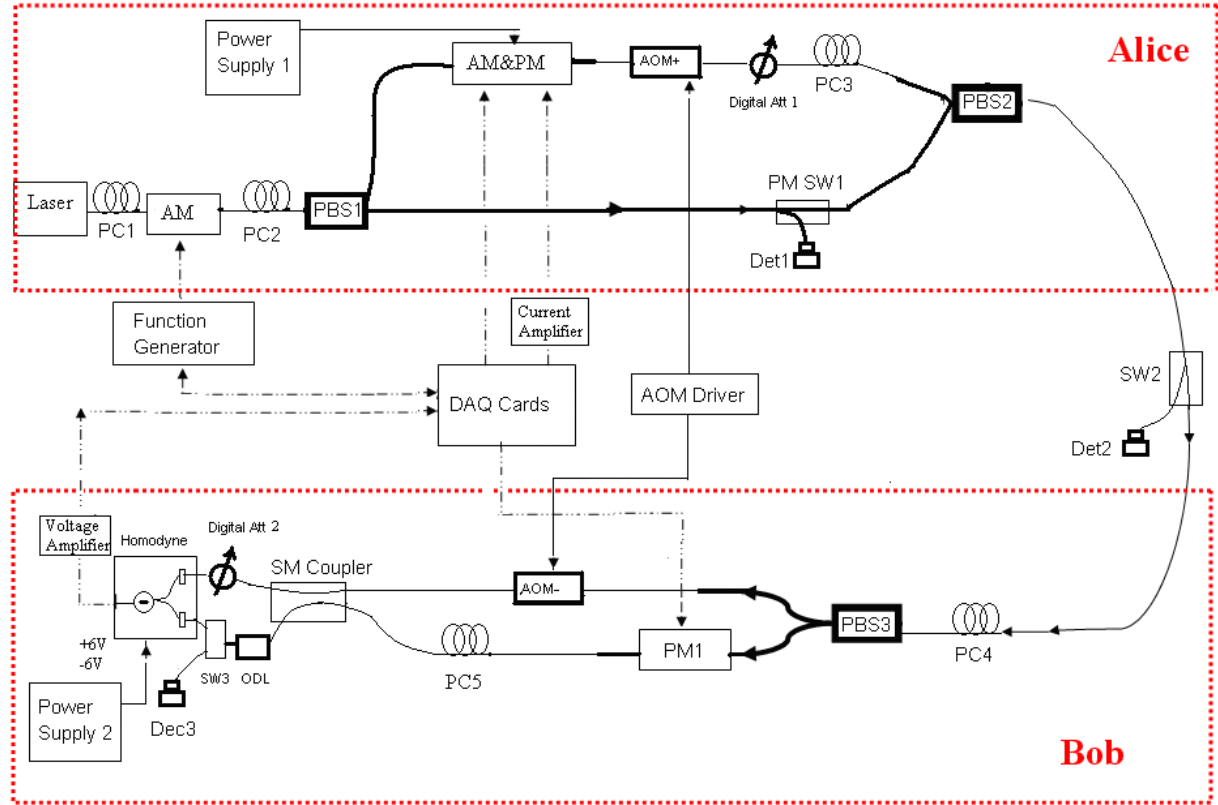 Alice
Power
Supply 1
AM&PM
AOM+
Digital Att 1
PC3
PBS2
Laser
PC1
AM
PC2
PBS1
PM SW1
Det1
Function
Generator
Current
Amplifier
DAQ Cards
AOM Driver
SW2
Det2
Voltage
Amplifier
Homodyne
Digital Att 2
SM Coupler
AOM-
PBS3
PC4
PM1
PC5
+6V
-6V
SW3
ODL
Power
Supply 2
Dec3
Bob